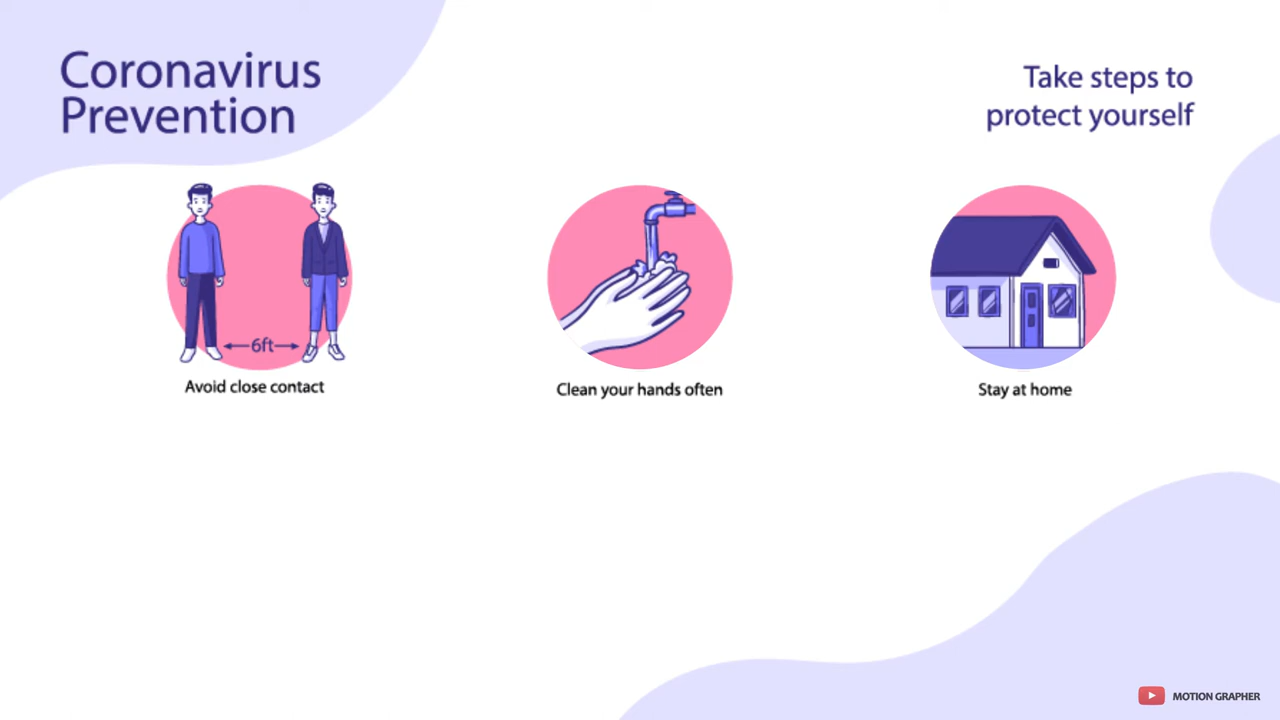 Coronavirus
Prevention
Take steps to
protect yourself
6ft
Avoid close contact
Clean your hands often
Stay at home
MOTION GRAPHER